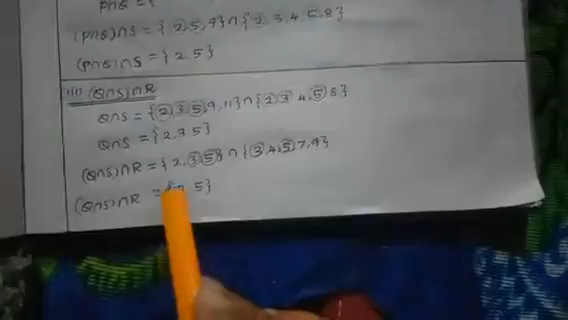 P∩Q = {
(P∩Q)∩S = {2,5,9}∩{2,3,4,5,8}
(P∩Q)∩S = {2 5}
(Q∩S)∩R
Q∩S = {2,3,5,9,11}∩{2 3 4,5 8}
Q∩S = {2,3 5}
(Q∩S)∩R = {2,3 5}∩{3,4,5,7,9}
(Q∩S)∩R = { 5}